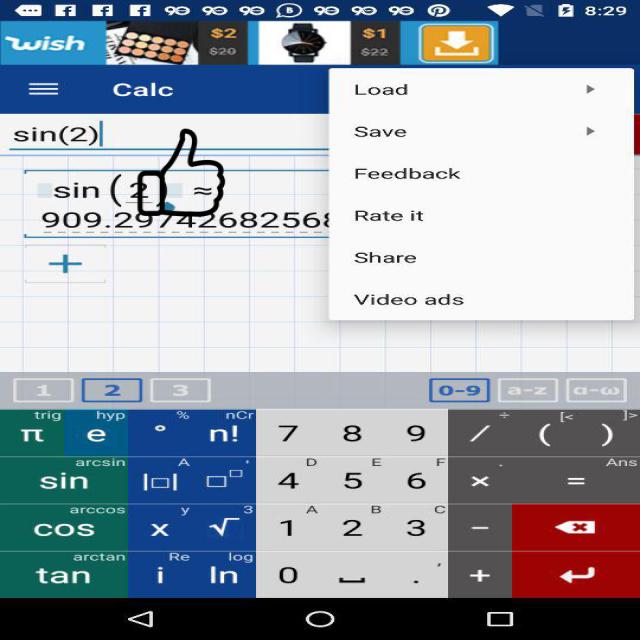 8:29
wish $2 $20 $1 $22
Calc
Load
Save
Feedback
Rate it
Share
Video ads
sin(2)
sin (2) ≈
909.2974268256
+
1 2 3 0-9 a-z α-ω
trig hyp % nCr ÷ [< ]>
π e ° n! 7 8 9 / ( )
arcsin A ' D E F . Ans
sin |□| □□ 4 5 6 × =
arccos y 3 A B C
cos x √ 1 2 3 −
arctan Re log ′
tan i ln 0 . +